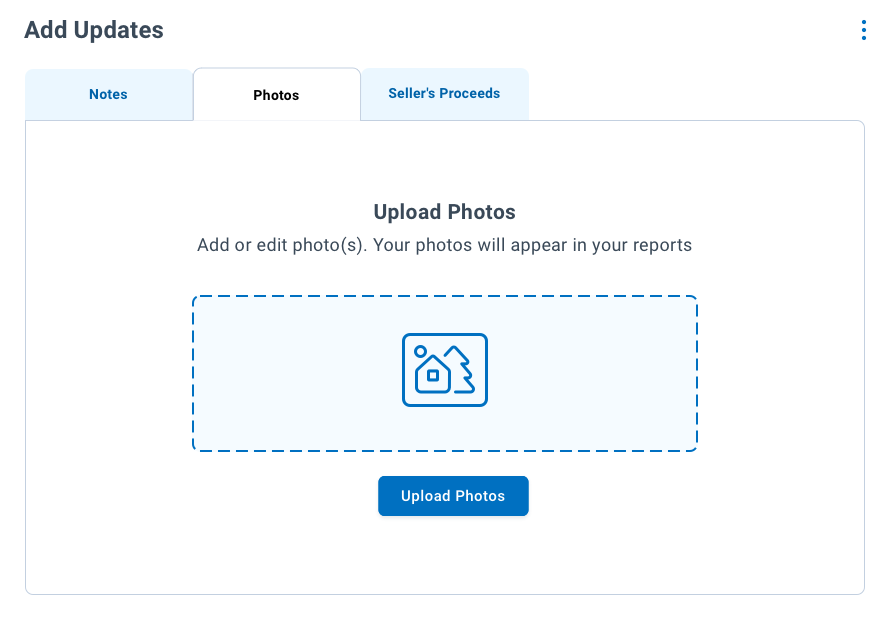 Add Updates
Notes
Photos
Seller's Proceeds
Upload Photos
Add or edit photo(s). Your photos will appear in your reports
Upload Photos